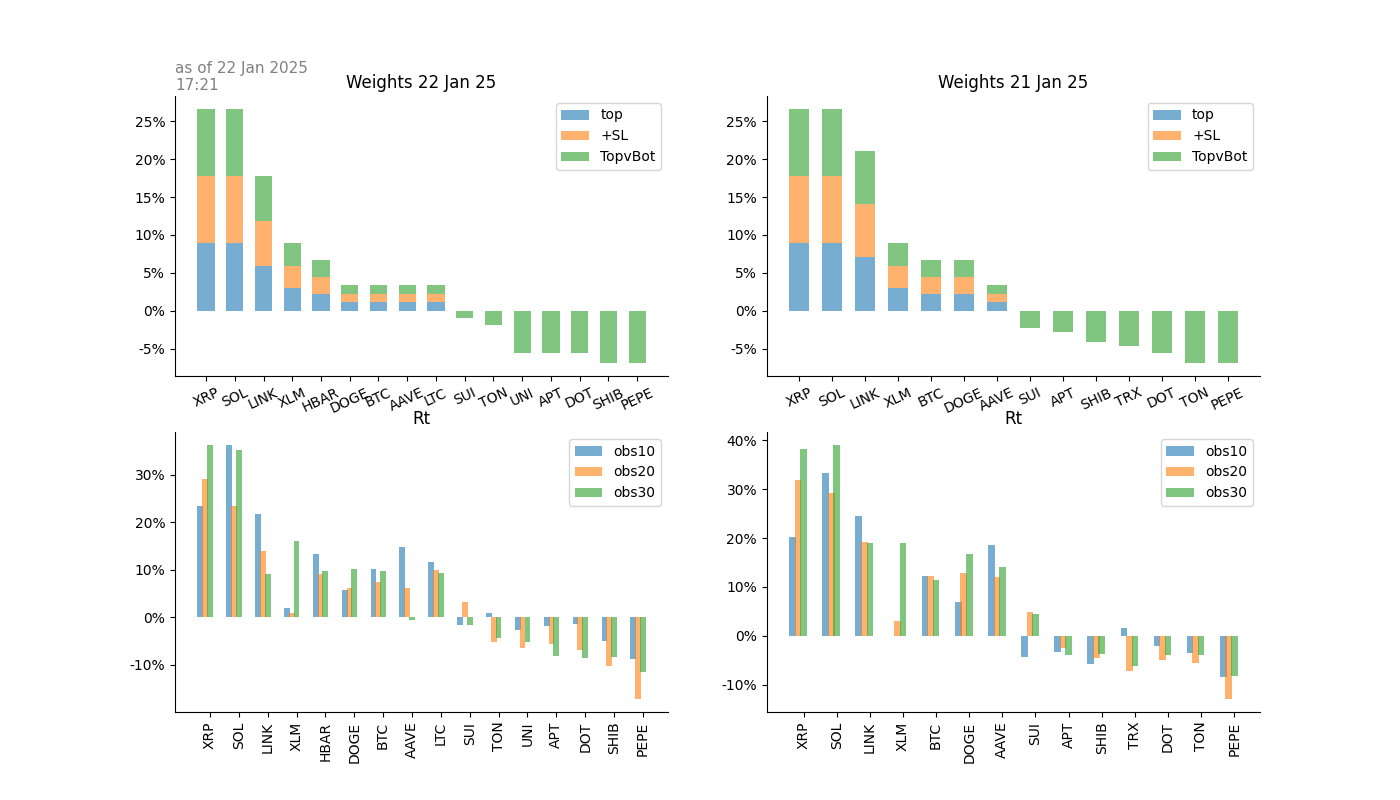 as of 22 Jan 2025
17:21
Weights 22 Jan 25
25%
20%
15%
10%
5%
0%
-5%
top
+SL
TopvBot
XRP SOL LINK XLM HBAR DOGE BTC AAVE LTC SUI TON UNI APT DOT SHIB PEPE
Weights 21 Jan 25
25%
20%
15%
10%
5%
0%
-5%
top
+SL
TopvBot
XRP SOL LINK XLM BTC DOGE AAVE SUI APT SHIB TRX DOT TON PEPE
Rt
30%
20%
10%
0%
-10%
obs10
obs20
obs30
XRP SOL LINK XLM HBAR DOGE BTC AAVE LTC SUI TON UNI APT DOT SHIB PEPE
Rt
40%
30%
20%
10%
0%
-10%
obs10
obs20
obs30
XRP SOL LINK XLM BTC DOGE AAVE SUI APT SHIB TRX DOT TON PEPE